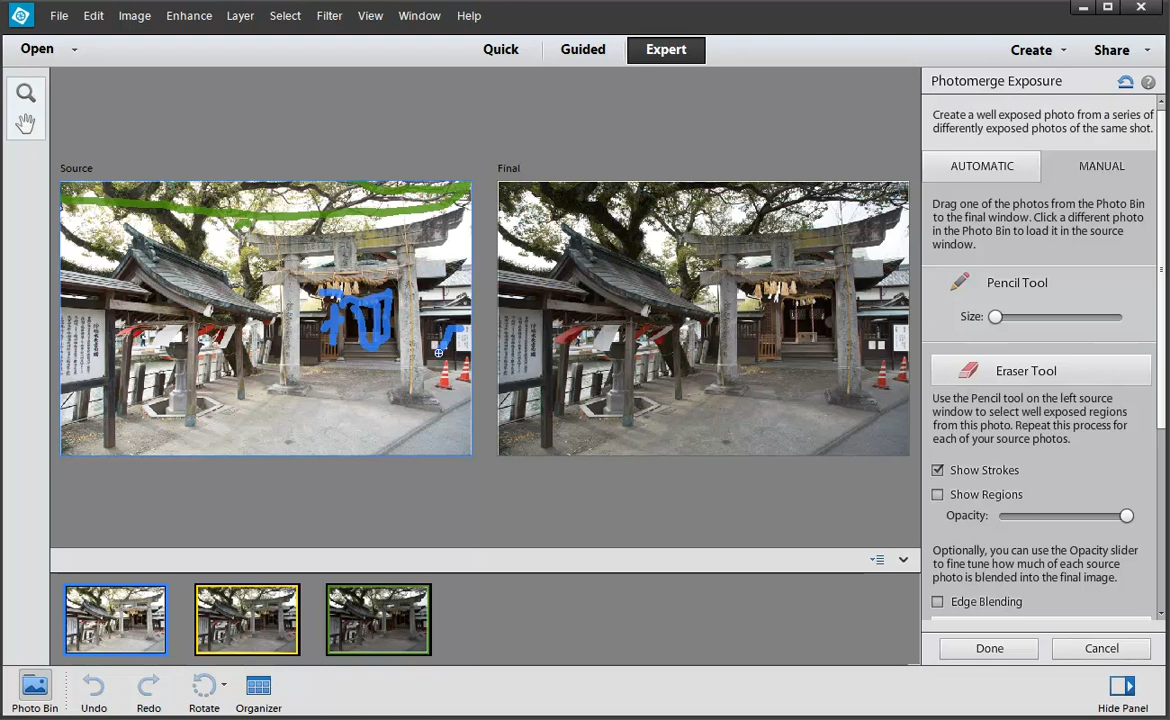 File Edit Image Enhance Layer Select Filter View Window Help
Open Quick Guided Expert Create Share
Photomerge Exposure
Create a well exposed photo from a series of
differently exposed photos of the same shot.
AUTOMATIC MANUAL
Drag one of the photos from the Photo Bin
to the final window. Click a different photo
in the Photo Bin to load it in the source
window.
Source
Final
Pencil Tool
Size:
Eraser Tool
Use the Pencil tool on the left source
window to select well exposed regions
from this photo. Repeat this process for
each of your source photos.
Show Strokes
Show Regions
Opacity:
Optionally, you can use the Opacity slider
to fine tune how much of each source
photo is blended into the final image.
Edge Blending
Done Cancel
Photo Bin Undo Redo Rotate Organizer Hide Panel